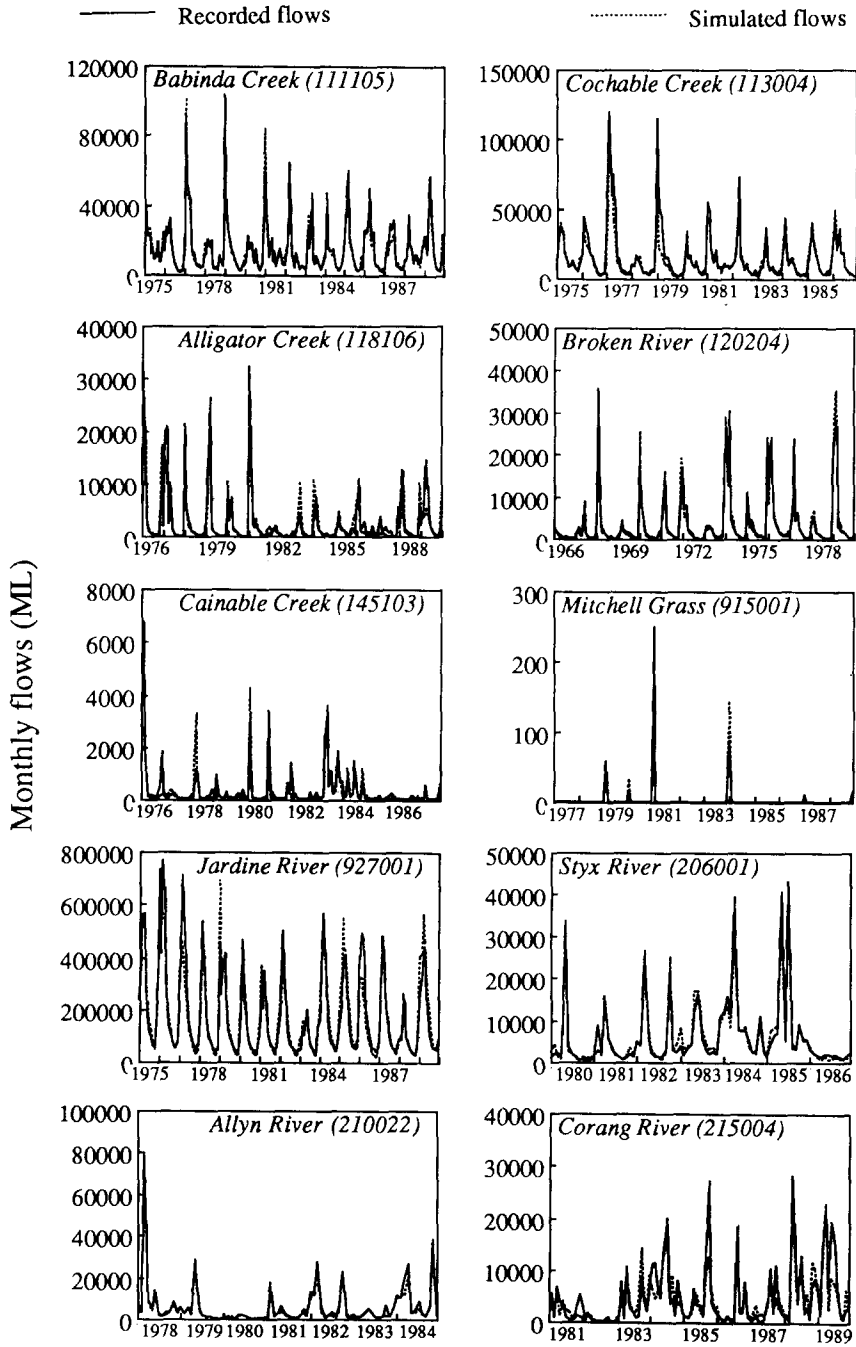 Recorded flows
Simulated flows
Monthly flows (ML)
Babinda Creek (111105)
120000
80000
40000
0
1975 1978 1981 1984 1987
Cochable Creek (113004)
150000
100000
50000
0
1975 1977 1979 1981 1983 1985
Alligator Creek (118106)
40000
30000
20000
10000
0
1976 1979 1982 1985 1988
Broken River (120204)
50000
40000
30000
20000
10000
0
1966 1969 1972 1975 1978
Cainable Creek (145103)
8000
6000
4000
2000
0
1976 1978 1980 1982 1984 1986
Mitchell Grass (915001)
300
200
100
0
1977 1979 1981 1983 1985 1987
Jardine River (927001)
800000
600000
400000
200000
0
1975 1978 1981 1984 1987
Styx River (206001)
50000
40000
30000
20000
10000
0
1980 1981 1982 1983 1984 1985 1986
Allyn River (210022)
100000
80000
60000
40000
20000
0
1978 1979 1980 1981 1982 1983 1984
Corang River (215004)
40000
30000
20000
10000
0
1981 1983 1985 1987 1989